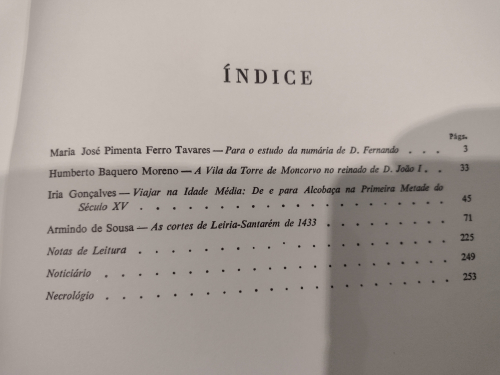 ÍNDICE
Págs.
Maria José Pimenta Ferro Tavares — Para o estudo da numária de D. Fernando . . . 3
Humberto Baquero Moreno — A Vila da Torre de Moncorvo no reinado de D. João I . . 33
Iria Gonçalves — Viajar na Idade Média: De e para Alcobaça na Primeira Metade do
Século XV . . . . . . . . . . . . . . . 45
Armindo de Sousa — As cortes de Leiria-Santarém de 1433 . . . . . . 71
Notas de Leitura . . . . . . . . . . . . . . . 225
Noticiário . . . . . . . . . . . . . . . . . 249
Necrológio . . . . . . . . . . . . . . . . . 253